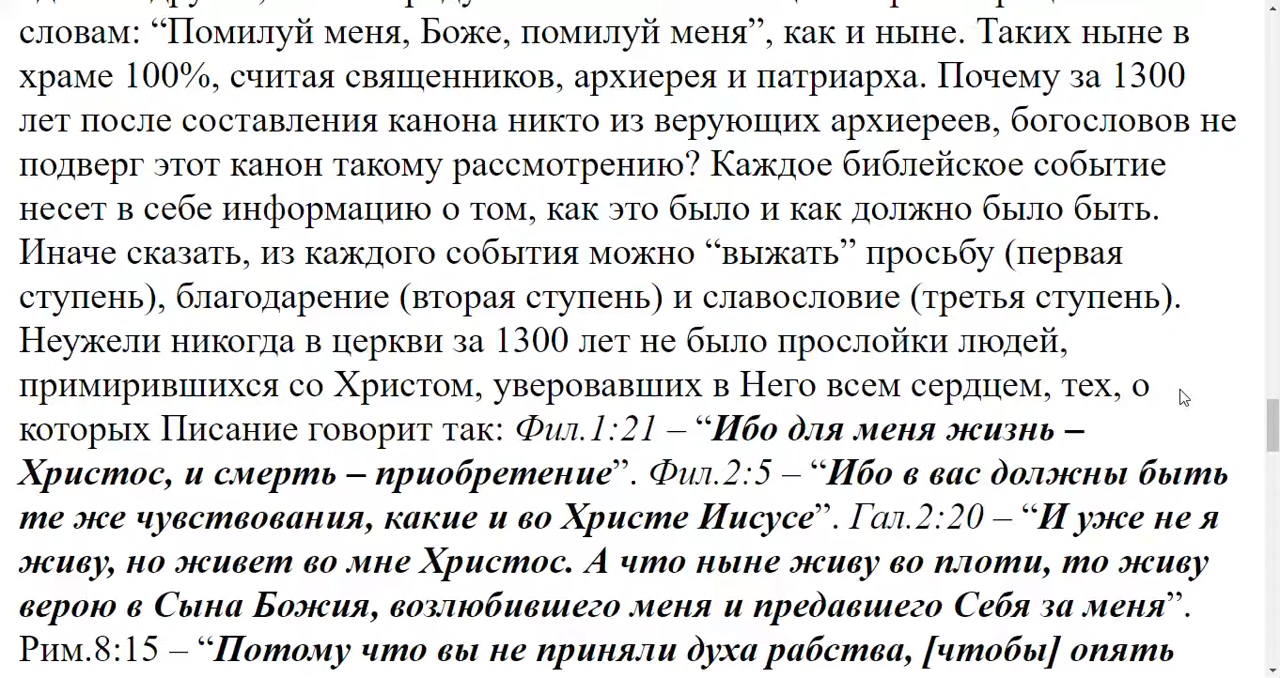 словам: “Помилуй меня, Боже, помилуй меня”, как и ныне. Таких ныне в
храме 100%, считая священников, архиерея и патриарха. Почему за 1300
лет после составления канона никто из верующих архиереев, богословов не
подверг этот канон такому рассмотрению? Каждое библейское событие
несет в себе информацию о том, как это было и как должно было быть.
Иначе сказать, из каждого события можно “выжать” просьбу (первая
ступень), благодарение (вторая ступень) и славословие (третья ступень).
Неужели никогда в церкви за 1300 лет не было прослойки людей,
примирившихся со Христом, уверовавших в Него всем сердцем, тех, о
которых Писание говорит так: Фил.1:21 – “Ибо для меня жизнь –
Христос, и смерть – приобретение”. Фил.2:5 – “Ибо в вас должны быть
те же чувствования, какие и во Христе Иисусе”. Гал.2:20 – “И уже не я
живу, но живет во мне Христос. А что ныне живу во плоти, то живу
верою в Сына Божия, возлюбившего меня и предавшего Себя за меня”.
Рим.8:15 – “Потому что вы не приняли духа рабства, [чтобы] опять